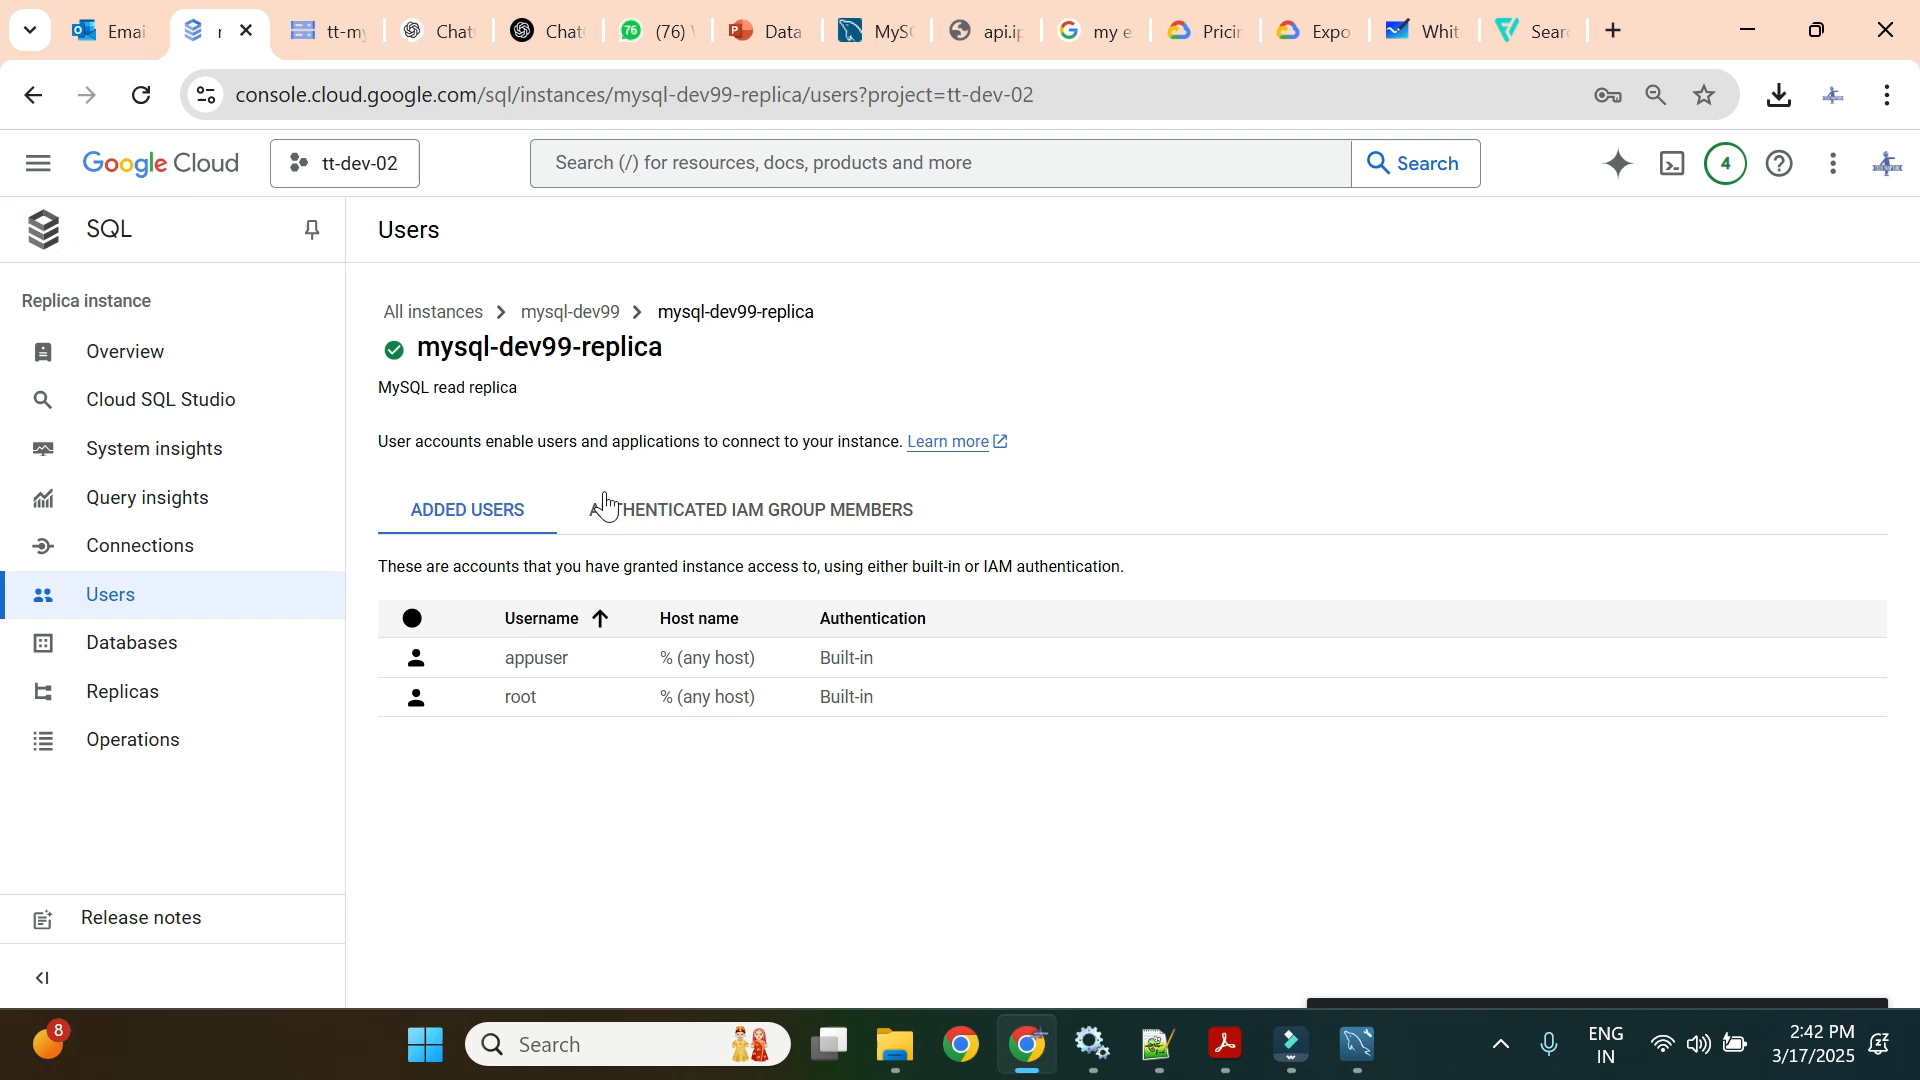 Emai
tt-my
Chat
Chat
76
(76)
Data
MySQ
api.ip
my e
Pricin
Expo
Whit
Sear
console.cloud.google.com/sql/instances/mysql-dev99-replica/users?project=tt-dev-02
Google Cloud
tt-dev-02
Search (/) for resources, docs, products and more
Search
4
SQL
Users
Replica instance
Overview
Cloud SQL Studio
System insights
Query insights
Connections
Users
Databases
Replicas
Operations
Release notes
All instances > mysql-dev99 > mysql-dev99-replica
mysql-dev99-replica
MySQL read replica
User accounts enable users and applications to connect to your instance. Learn more
ADDED USERS
AUTHENTICATED IAM GROUP MEMBERS
These are accounts that you have granted instance access to, using either built-in or IAM authentication.
Username Host name Authentication
appuser % (any host) Built-in
root % (any host) Built-in
8
Search
ENG
IN
2:42 PM
3/17/2025